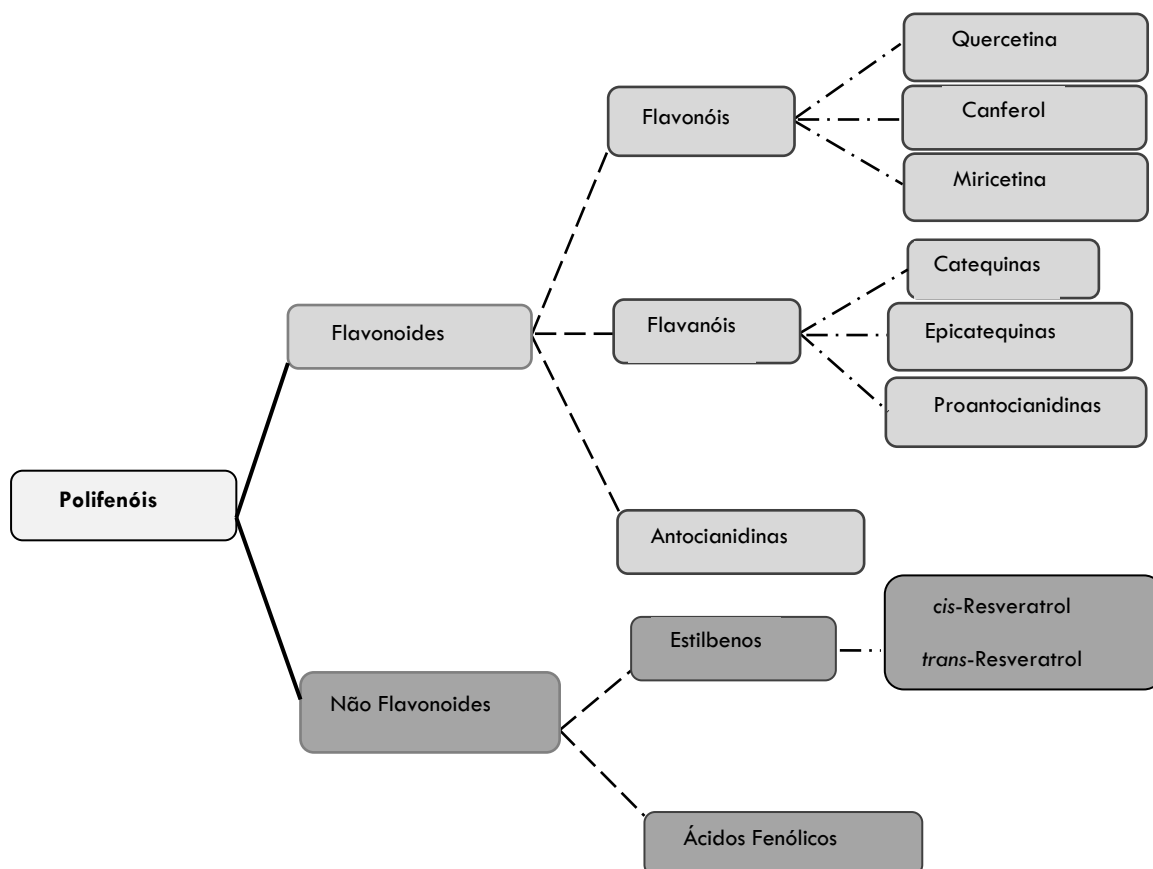 Quercetina
Flavonóis
Canferol
Miricetina
Catequinas
Flavonoides
Flavanóis
Epicatequinas
Proantocianidinas
Polifenóis
Antocianidinas
cis-Resveratrol
Estilbenos
trans-Resveratrol
Não Flavonoides
Ácidos Fenólicos